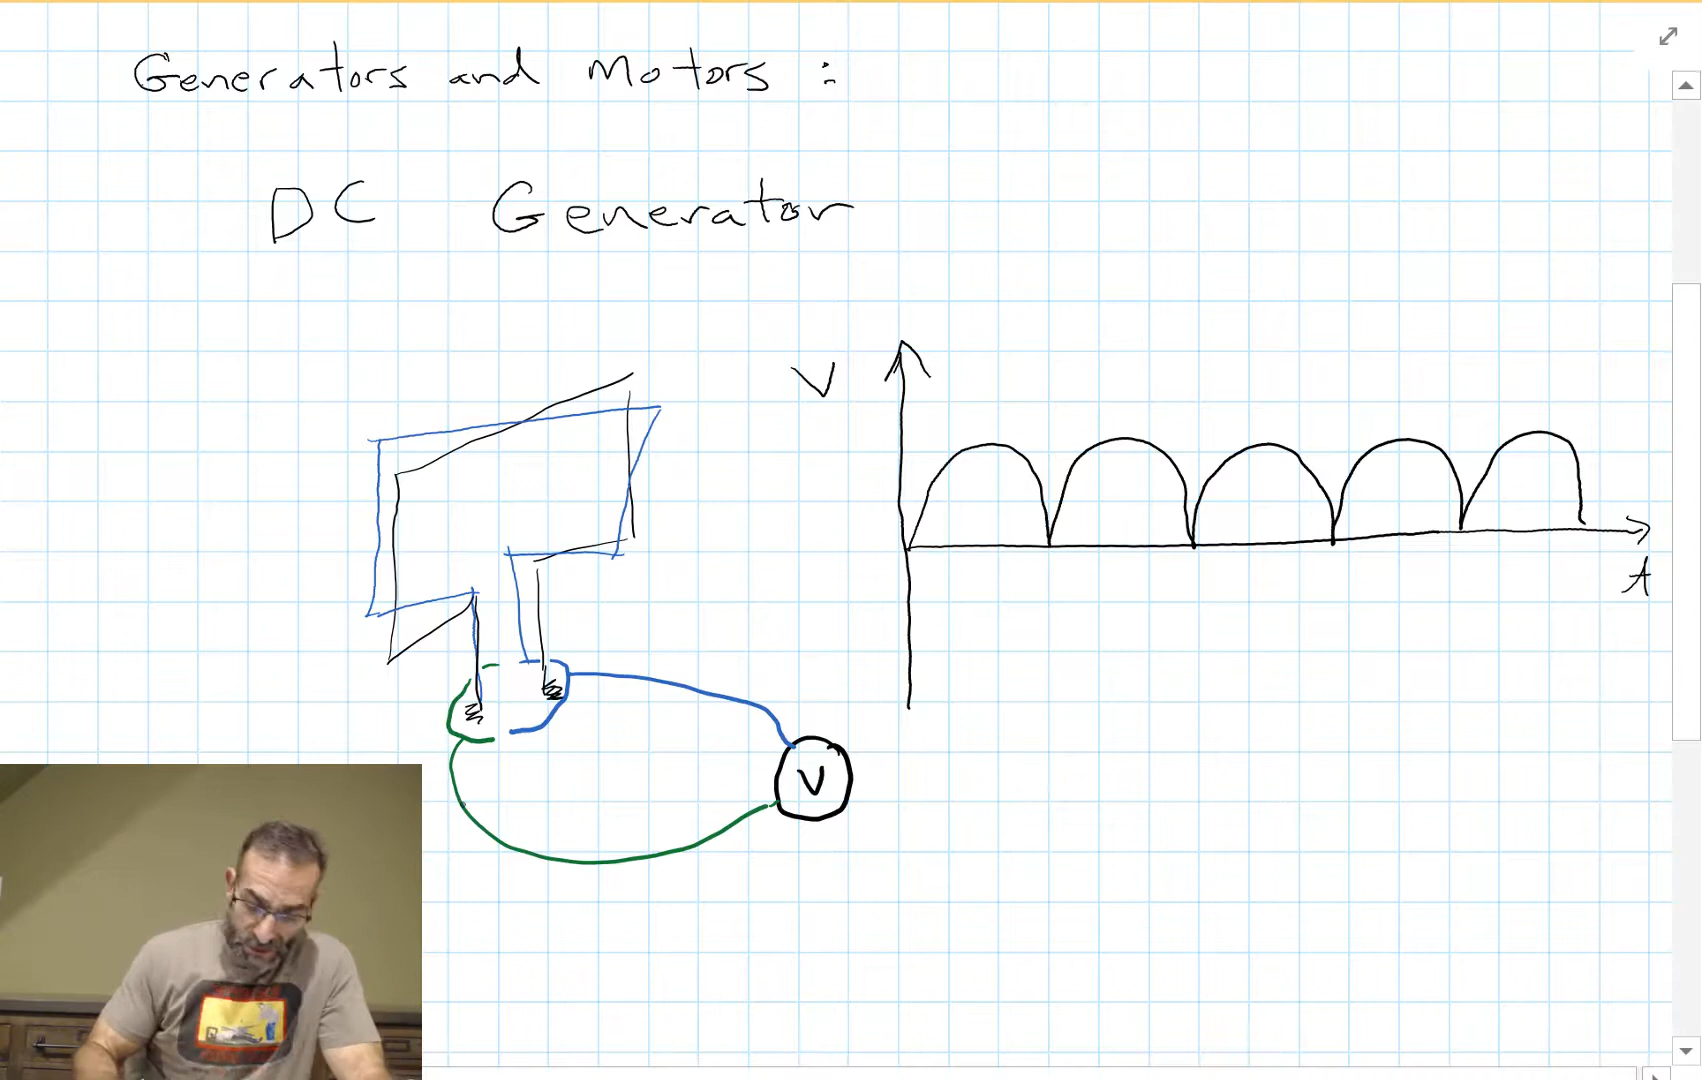 Generators and Motors :
DC Generator
V
t
V